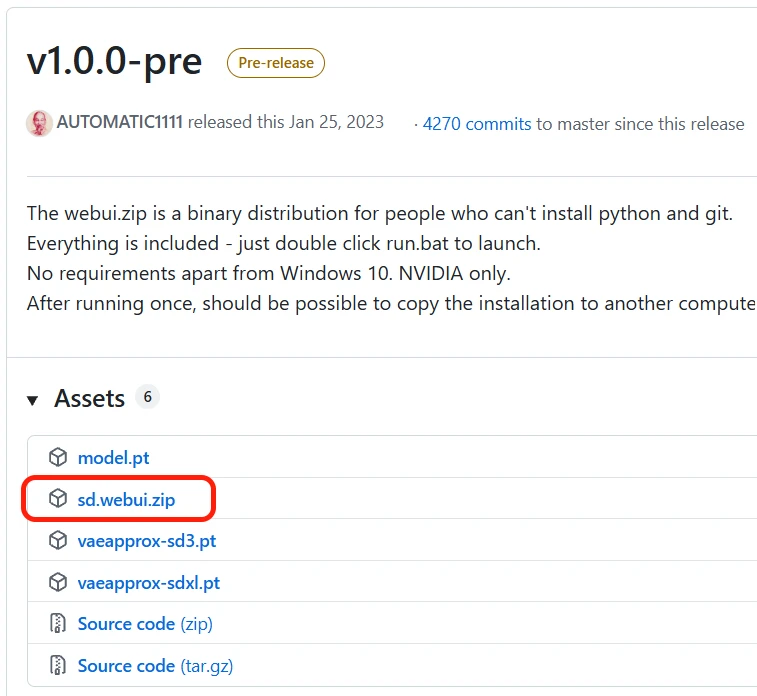 v1.0.0-pre Pre-release
AUTOMATIC1111 released this Jan 25, 2023 · 4270 commits to master since this release
The webui.zip is a binary distribution for people who can't install python and git.
Everything is included - just double click run.bat to launch.
No requirements apart from Windows 10. NVIDIA only.
After running once, should be possible to copy the installation to another compute
Assets 6
model.pt
sd.webui.zip
vaeapprox-sd3.pt
vaeapprox-sdxl.pt
Source code (zip)
Source code (tar.gz)